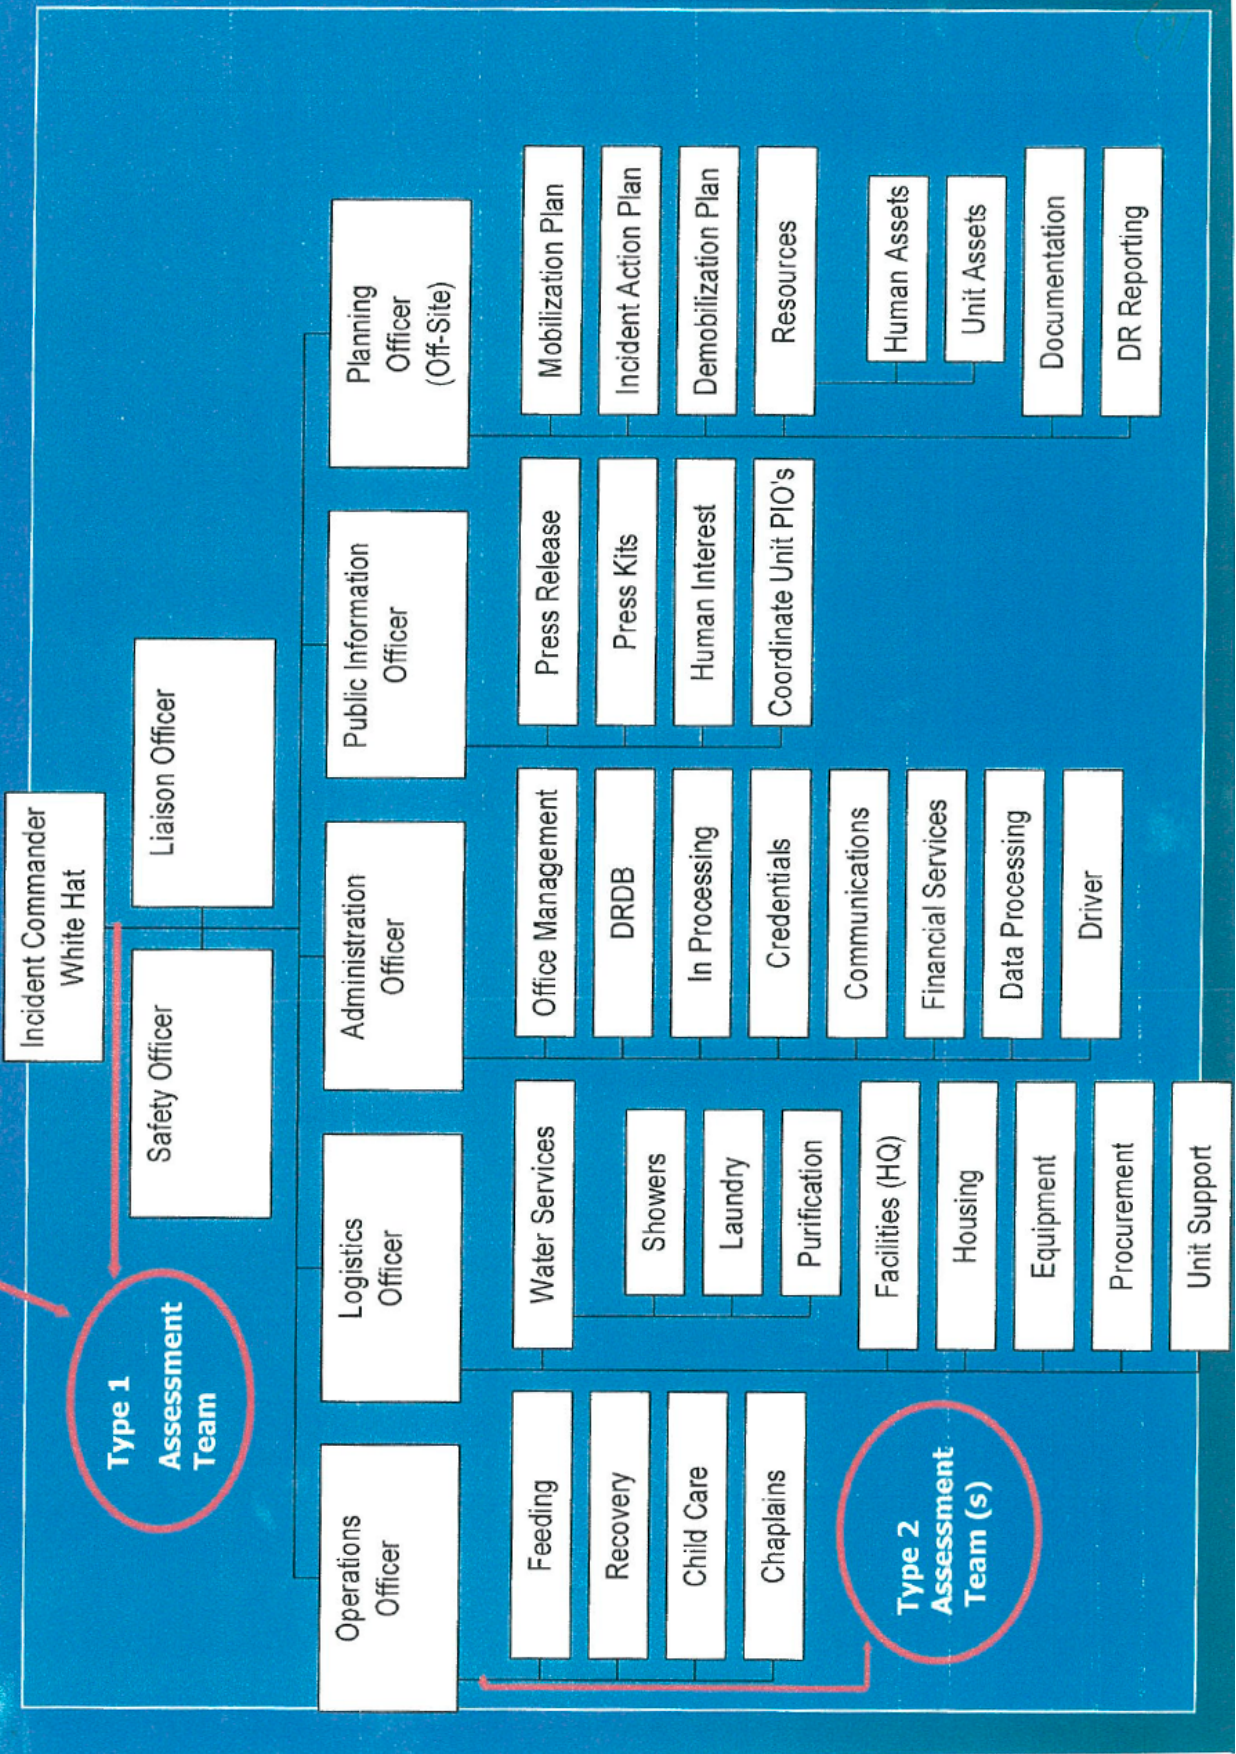 Incident Commander
White Hat
Safety Officer
Liaison Officer
Type 1
Assessment
Team
Operations
Officer
Logistics
Officer
Administration
Officer
Public Information
Officer
Planning
Officer
(Off-Site)
Feeding
Recovery
Child Care
Chaplains
Type 2
Assessment
Team (s)
Water Services
Showers
Laundry
Purification
Facilities (HQ)
Housing
Equipment
Procurement
Unit Support
Office Management
DRDB
In Processing
Credentials
Communications
Financial Services
Data Processing
Driver
Press Release
Press Kits
Human Interest
Coordinate Unit PIO's
Mobilization Plan
Incident Action Plan
Demobilization Plan
Resources
Human Assets
Unit Assets
Documentation
DR Reporting